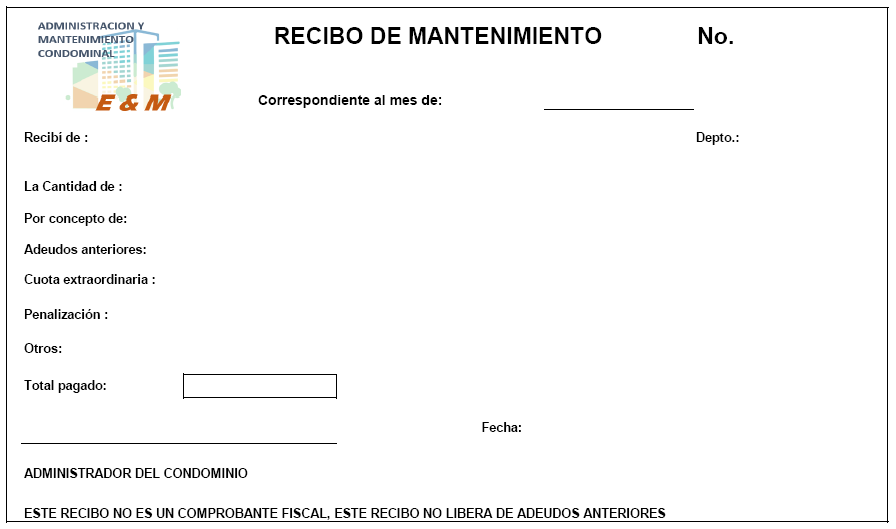 ADMINISTRACION Y
MANTENIMIENTO
CONDOMINAL
E & M
RECIBO DE MANTENIMIENTO No.
Correspondiente al mes de:
Recibí de : Depto.:
La Cantidad de :
Por concepto de:
Adeudos anteriores:
Cuota extraordinaria :
Penalización :
Otros:
Total pagado:
Fecha:
ADMINISTRADOR DEL CONDOMINIO
ESTE RECIBO NO ES UN COMPROBANTE FISCAL, ESTE RECIBO NO LIBERA DE ADEUDOS ANTERIORES